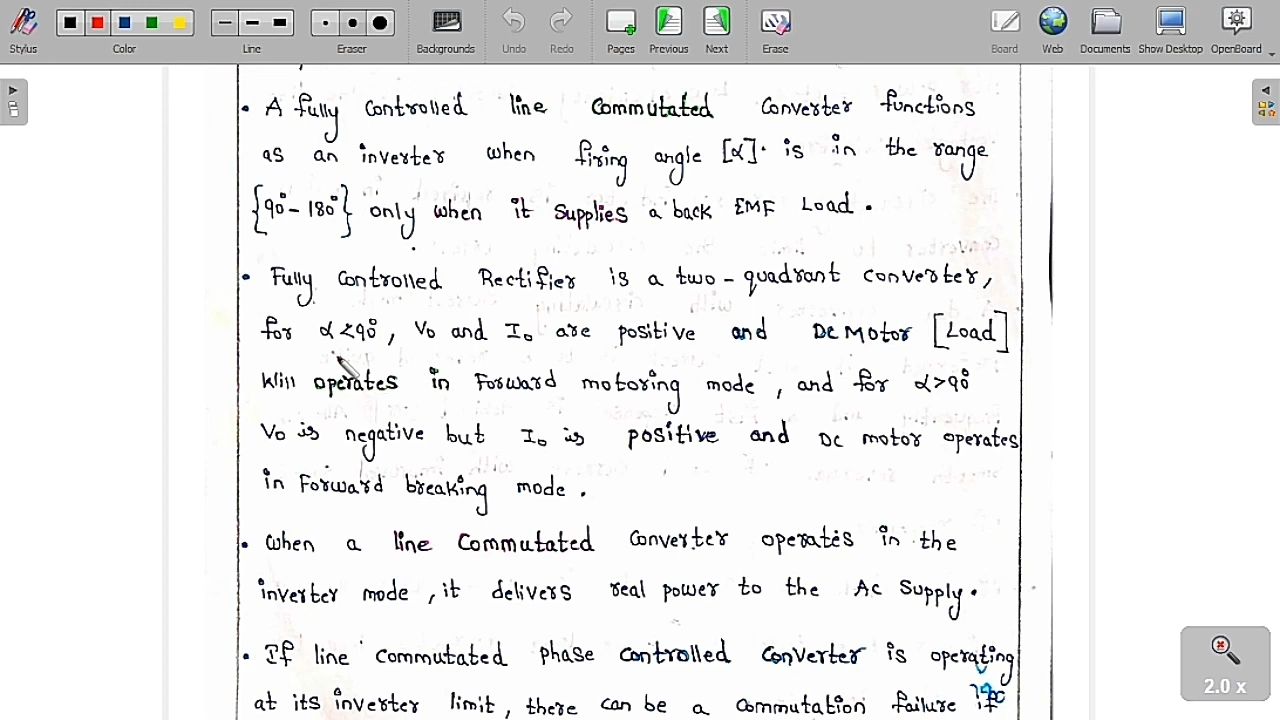 Stylus
Color
Line
Eraser
Backgrounds
Undo
Redo
Pages
Previous
Next
Erase
Board
Web
Documents
Show Desktop
OpenBoard
• A fully controlled line commutated converter functions
as an inverter when firing angle [α]. is in the range
{90° - 180°} only when it supplies a back EMF Load.
• Fully controlled Rectifier is a two-quadrant converter,
for α<90°, Vo and Io are positive and DC Motor [Load]
Will operates in Forward motoring mode, and for α>90°
Vo is negative but Io is positive and DC motor operates
in Forward breaking mode.
• When a line commutated converter operates in the
inverter mode, it delivers real power to the Ac Supply.
• If line commutated phase controlled converter is operating
at its inverter limit, there can be a commutation failure if
2.0 x